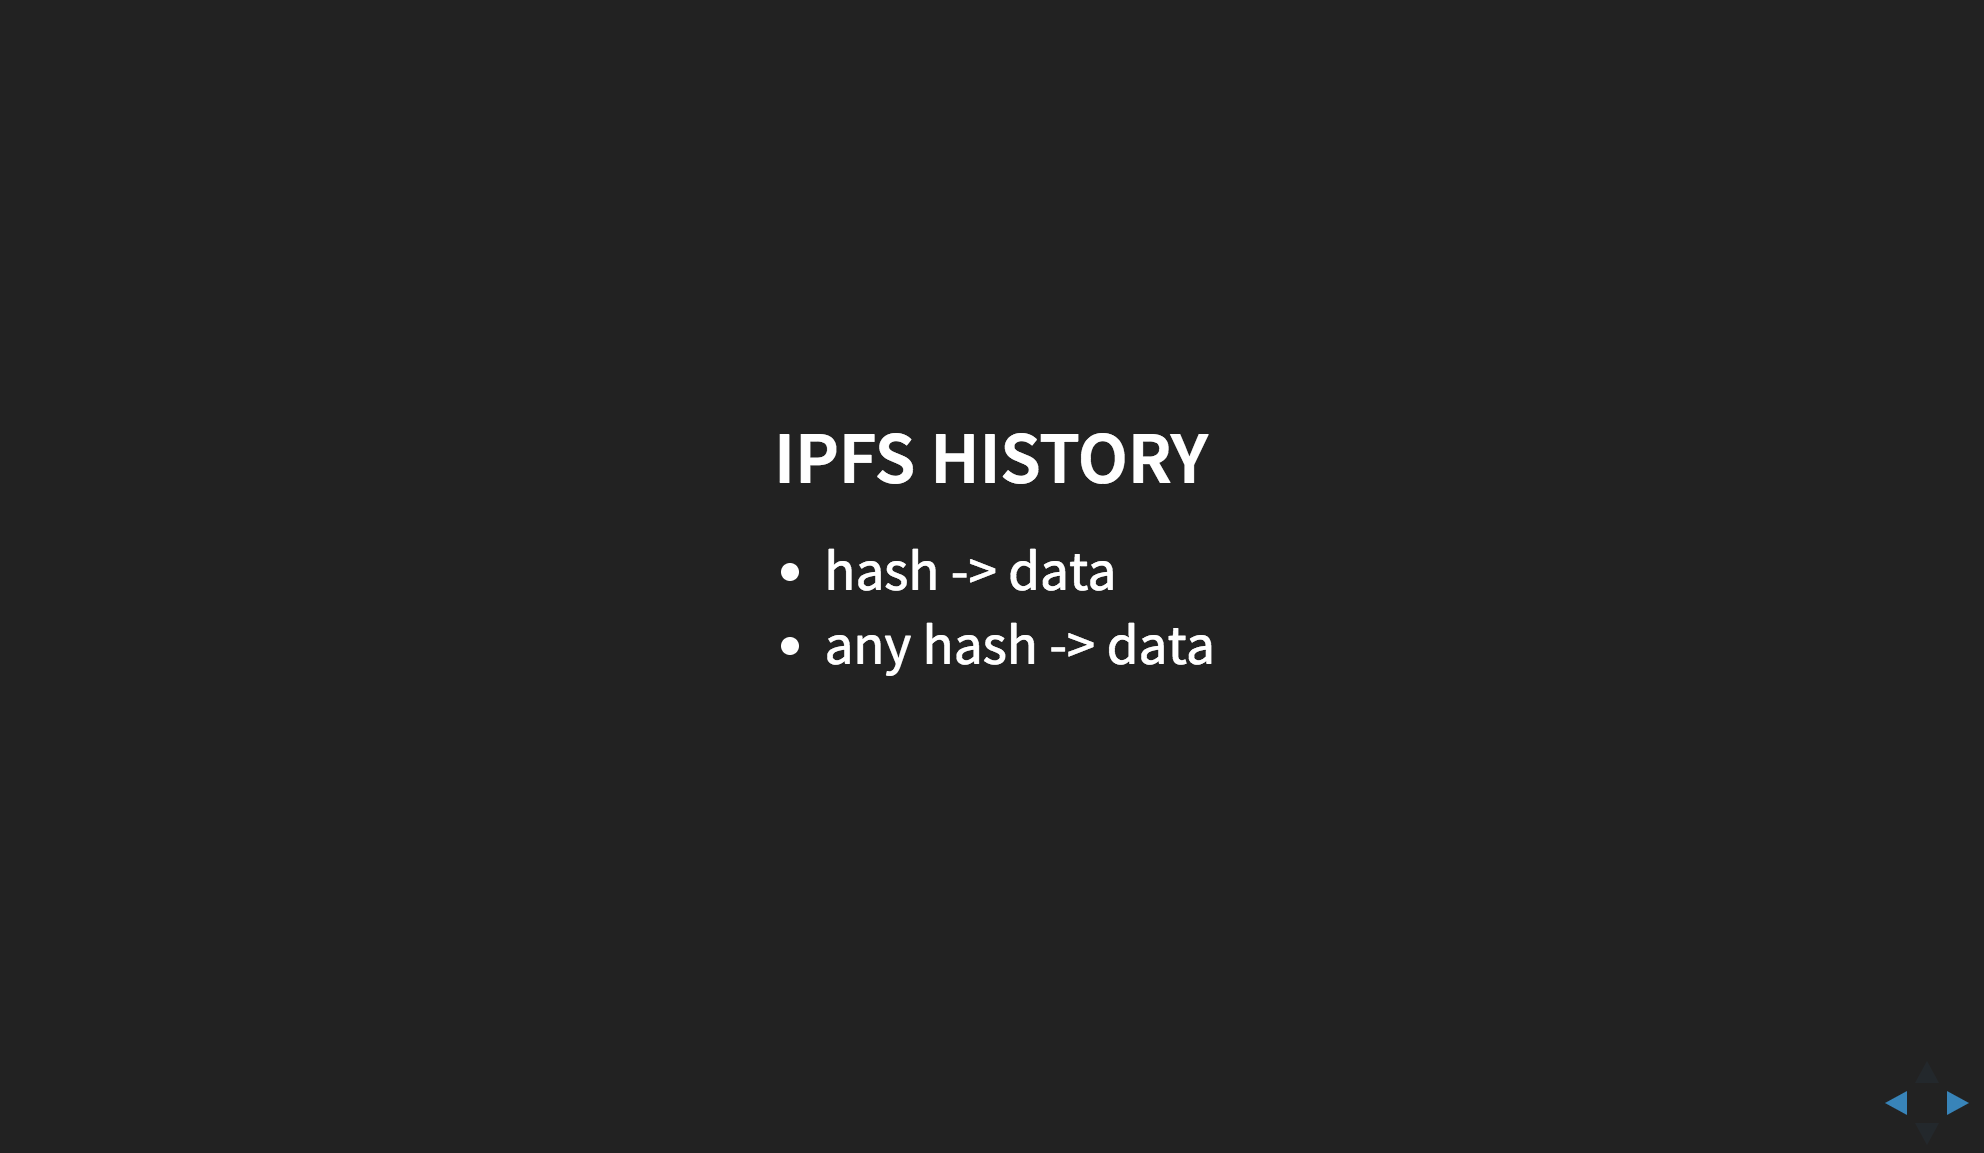 IPFS HISTORY
• hash -> data
• any hash -> data